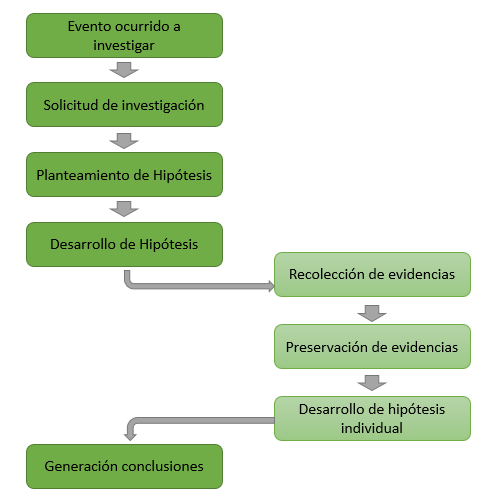 Evento ocurrido a
investigar
Solicitud de investigación
Planteamiento de Hipótesis
Desarrollo de Hipótesis
Recolección de evidencias
Preservación de evidencias
Desarrollo de hipótesis
individual
Generación conclusiones